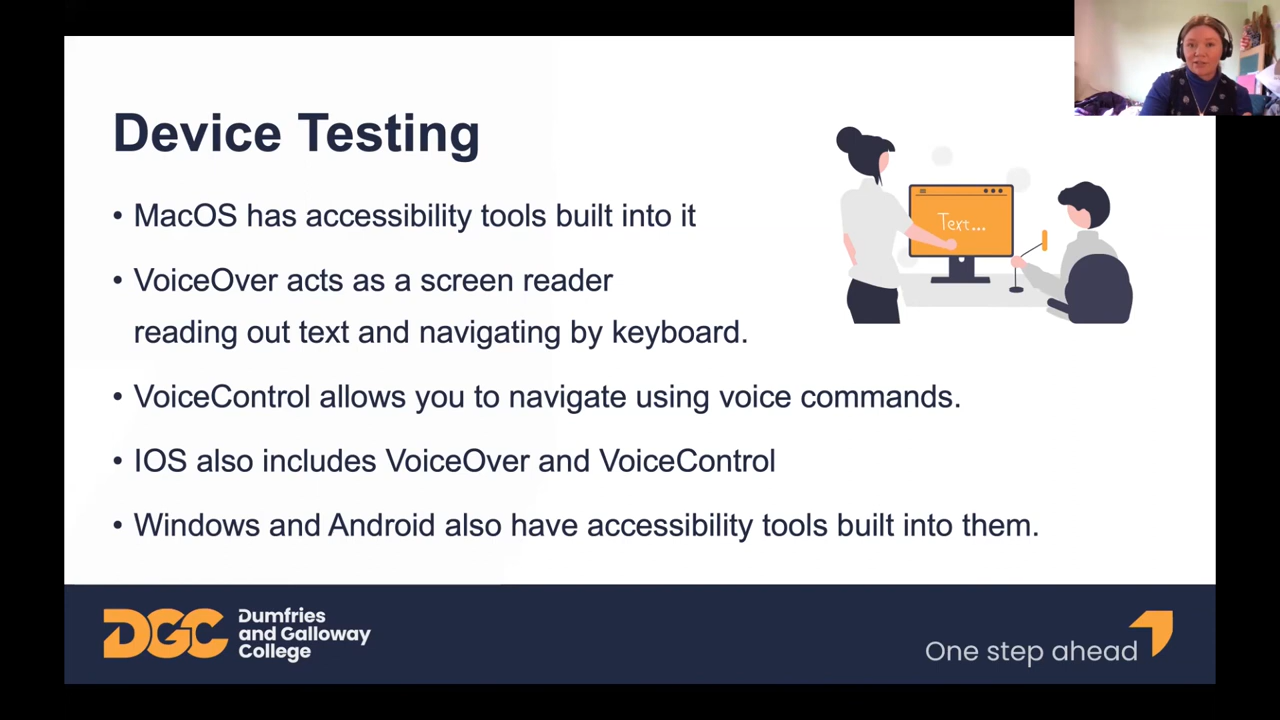 Device Testing
• MacOS has accessibility tools built into it
• VoiceOver acts as a screen reader
reading out text and navigating by keyboard.
• VoiceControl allows you to navigate using voice commands.
• IOS also includes VoiceOver and VoiceControl
• Windows and Android also have accessibility tools built into them.
Text...
DGC
Dumfries
and Galloway
College
One step ahead